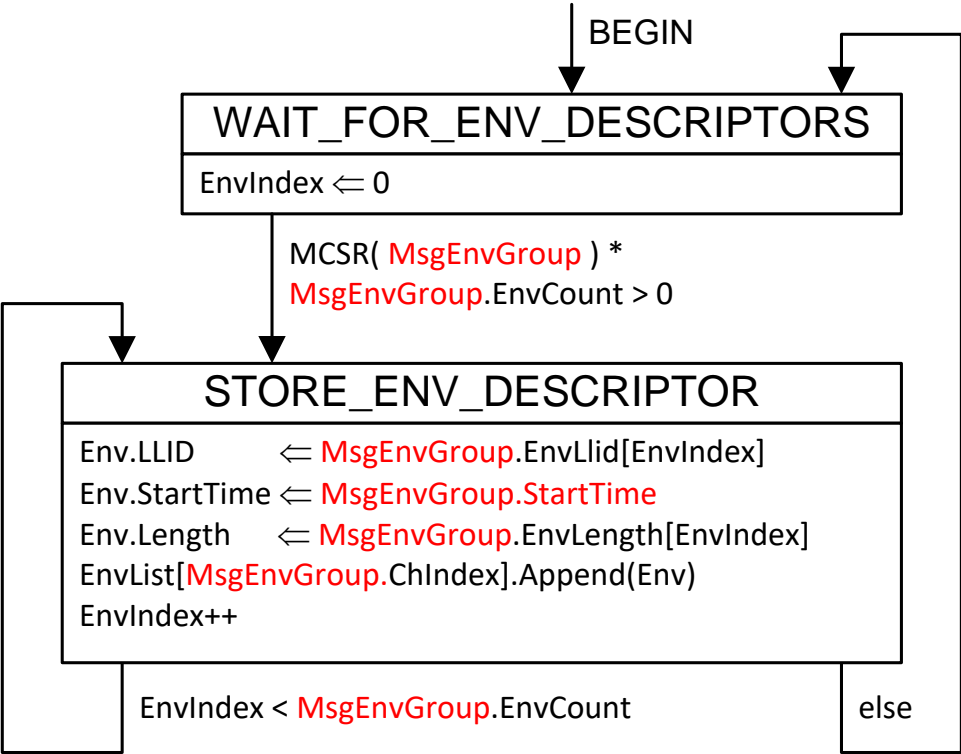 BEGIN
WAIT_FOR_ENV_DESCRIPTORS
EnvIndex ⇐ 0
MCSR( MsgEnvGroup ) *
MsgEnvGroup.EnvCount > 0
STORE_ENV_DESCRIPTOR
Env.LLID ⇐ MsgEnvGroup.EnvLlid[EnvIndex]
Env.StartTime ⇐ MsgEnvGroup.StartTime
Env.Length ⇐ MsgEnvGroup.EnvLength[EnvIndex]
EnvList[MsgEnvGroup.ChIndex].Append(Env)
EnvIndex++
EnvIndex < MsgEnvGroup.EnvCount
else